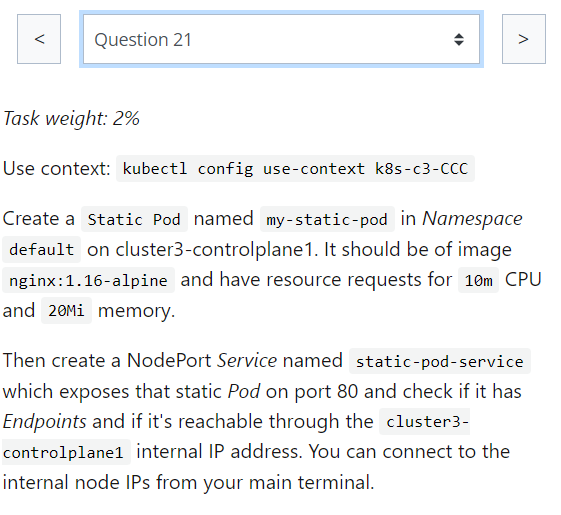 <
Question 21
>
Task weight: 2%
Use context: kubectl config use-context k8s-c3-CCC
Create a Static Pod named my-static-pod in Namespace
default on cluster3-controlplane1. It should be of image
nginx:1.16-alpine and have resource requests for 10m CPU
and 20Mi memory.
Then create a NodePort Service named static-pod-service
which exposes that static Pod on port 80 and check if it has
Endpoints and if it's reachable through the cluster3-
controlplane1 internal IP address. You can connect to the
internal node IPs from your main terminal.